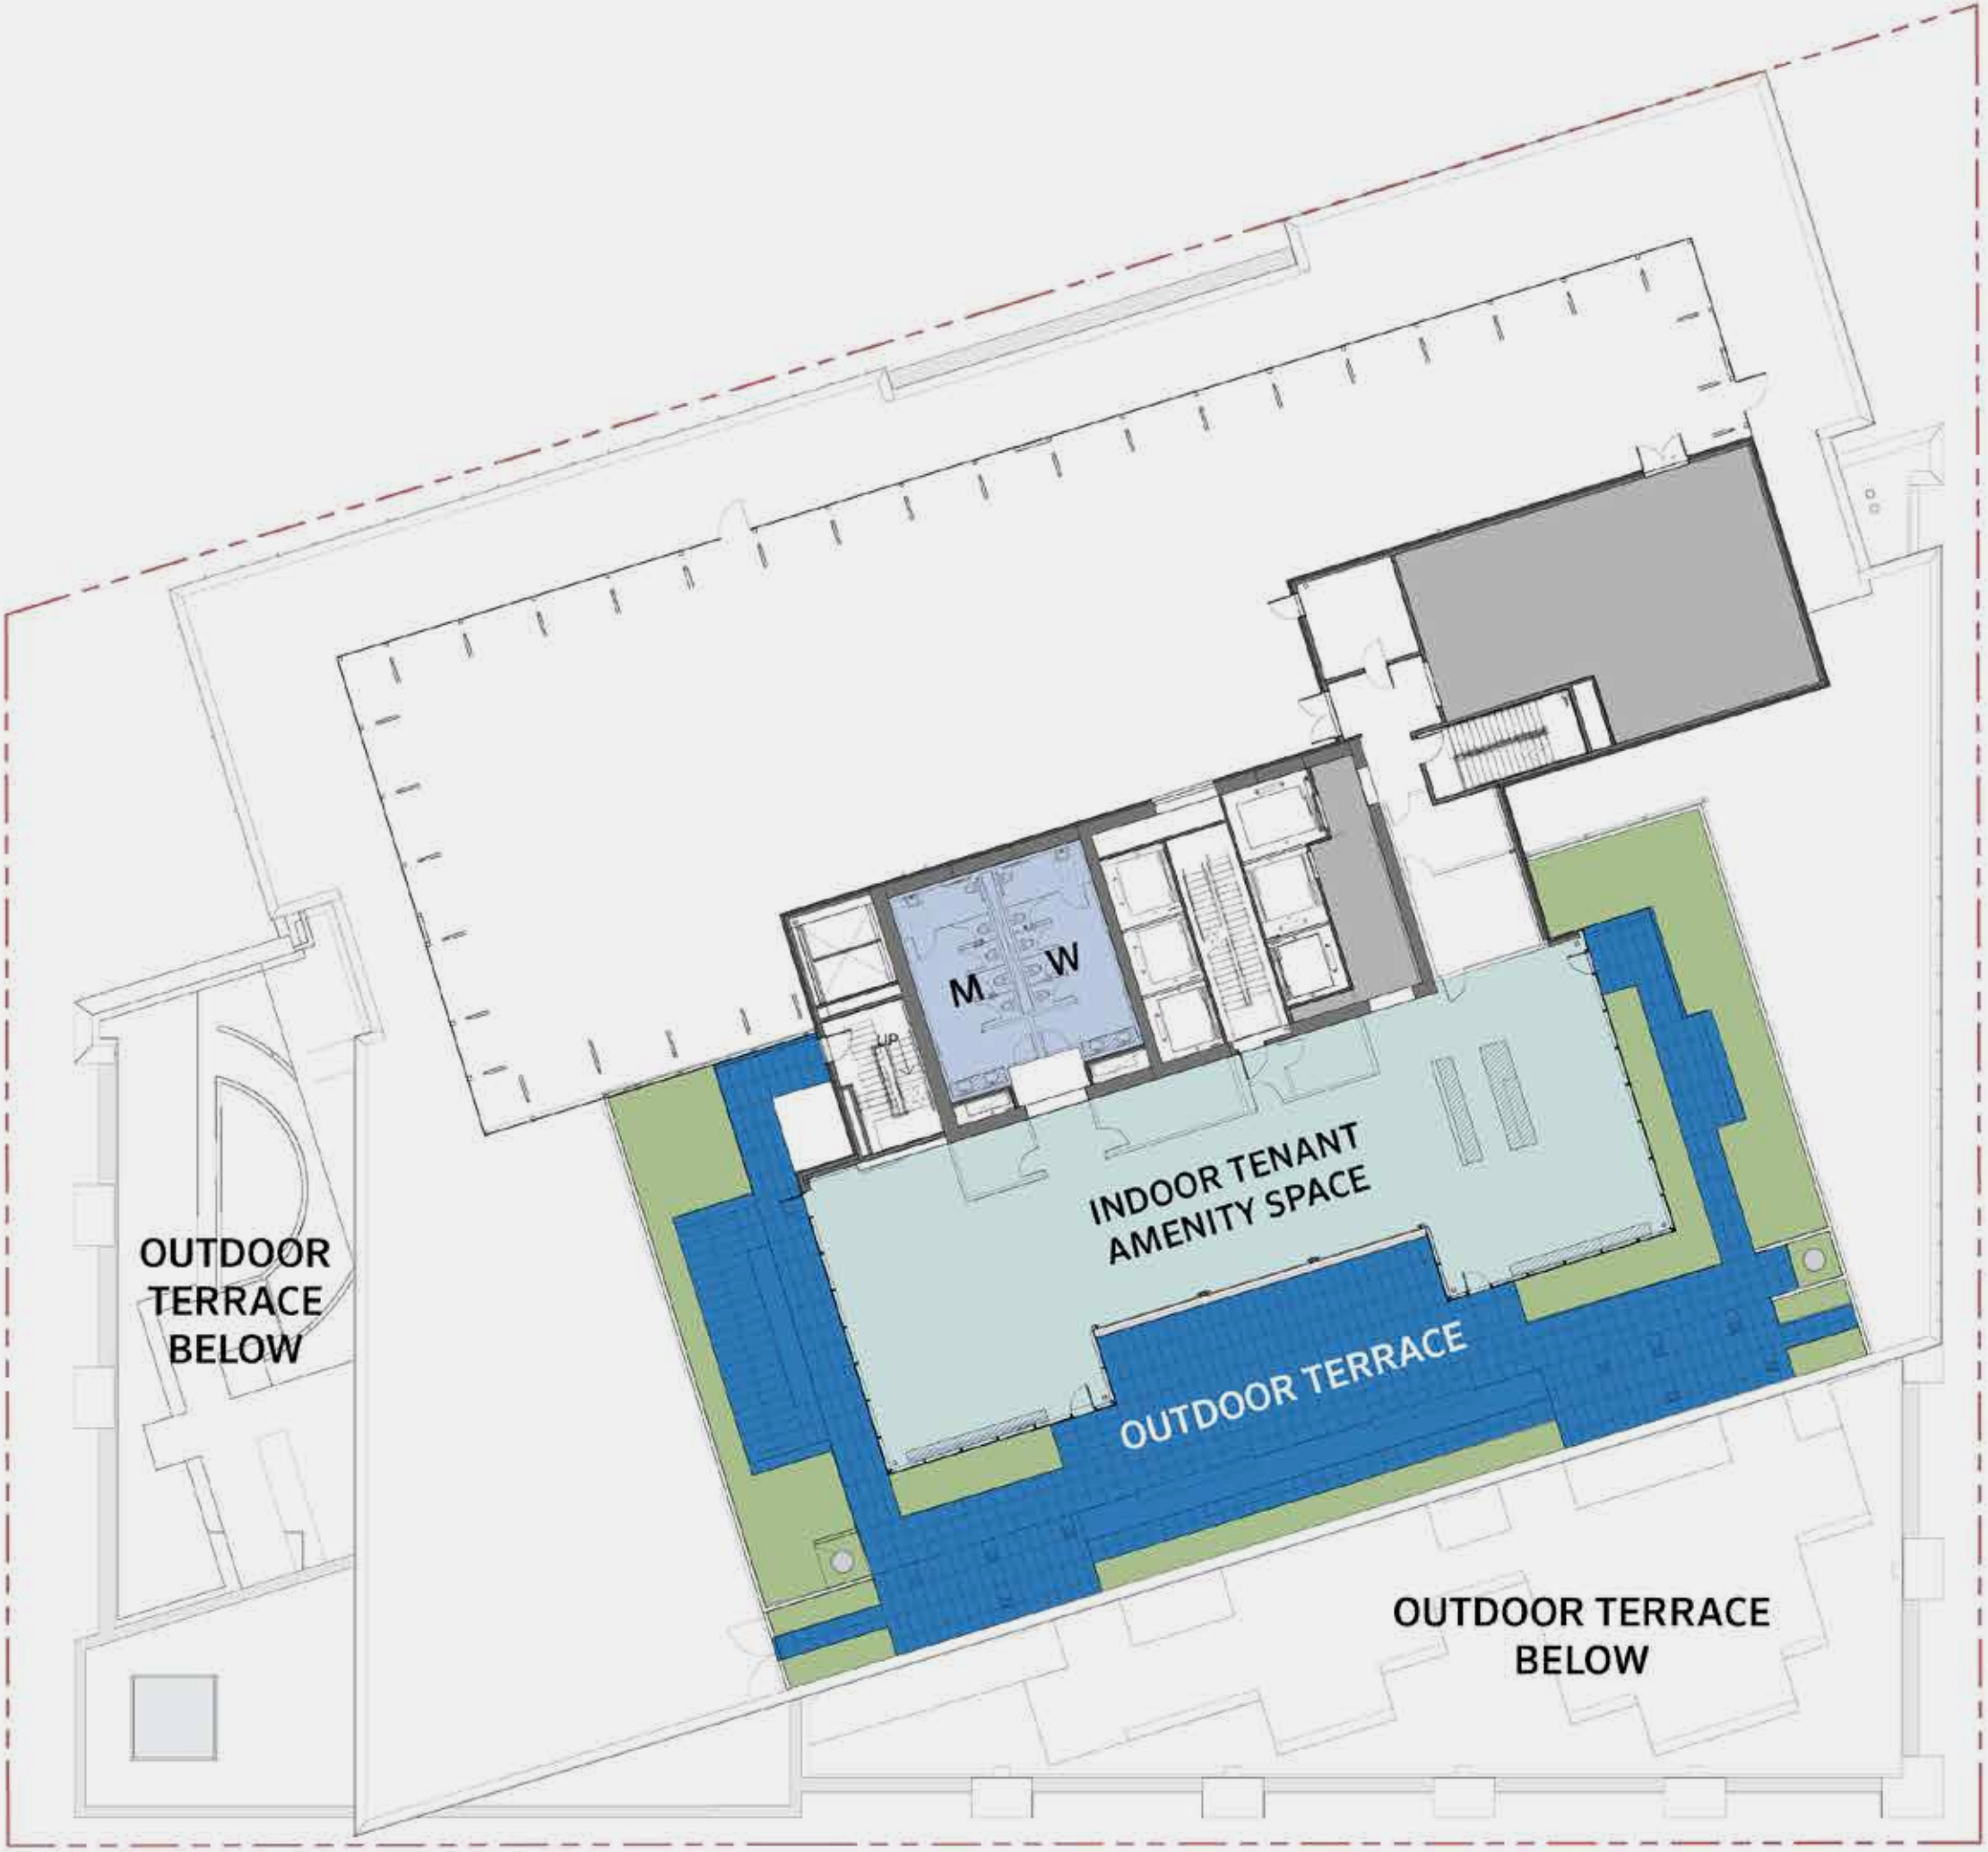 UP
M
W
INDOOR TENANT
AMENITY SPACE
OUTDOOR
TERRACE
BELOW
OUTDOOR TERRACE
OUTDOOR TERRACE
BELOW